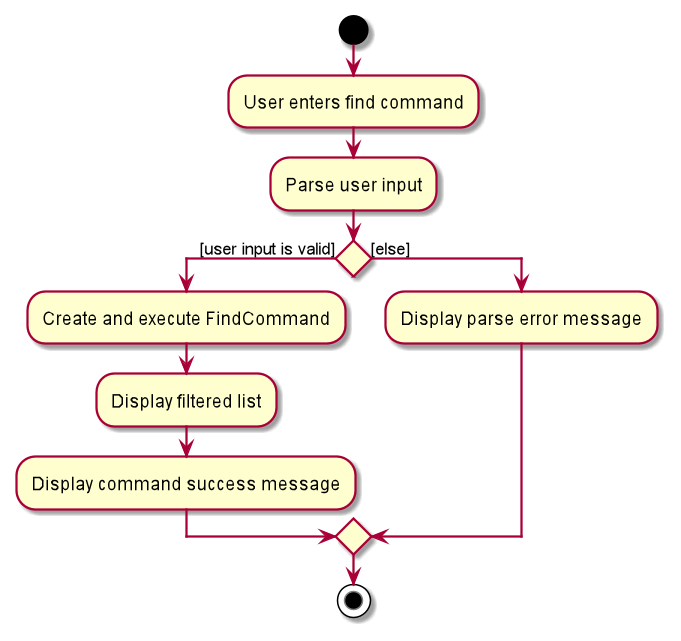 User enters find command
Parse user input
[user input is valid]
[else]
Create and execute FindCommand
Display parse error message
Display filtered list
Display command success message